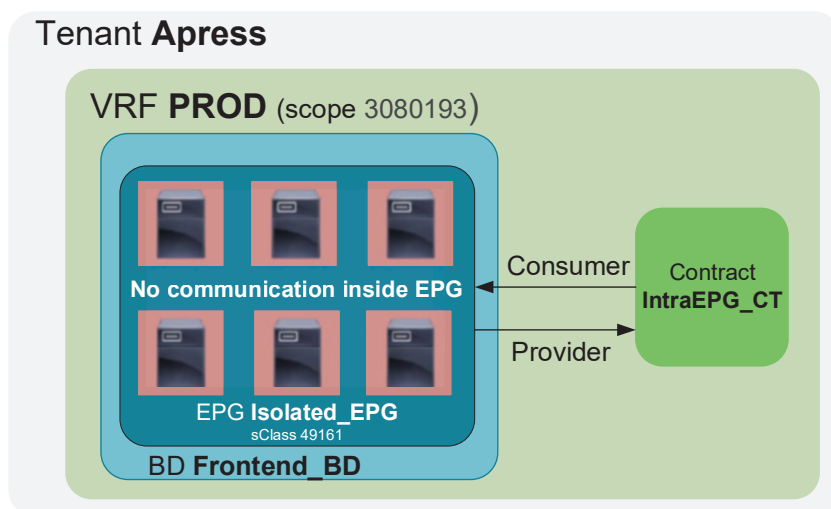 Tenant Apress
VRF PROD (scope 3080193)
No communication inside EPG
EPG Isolated_EPG
sClass 49161
BD Frontend_BD
Consumer
Provider
Contract
IntraEPG_CT